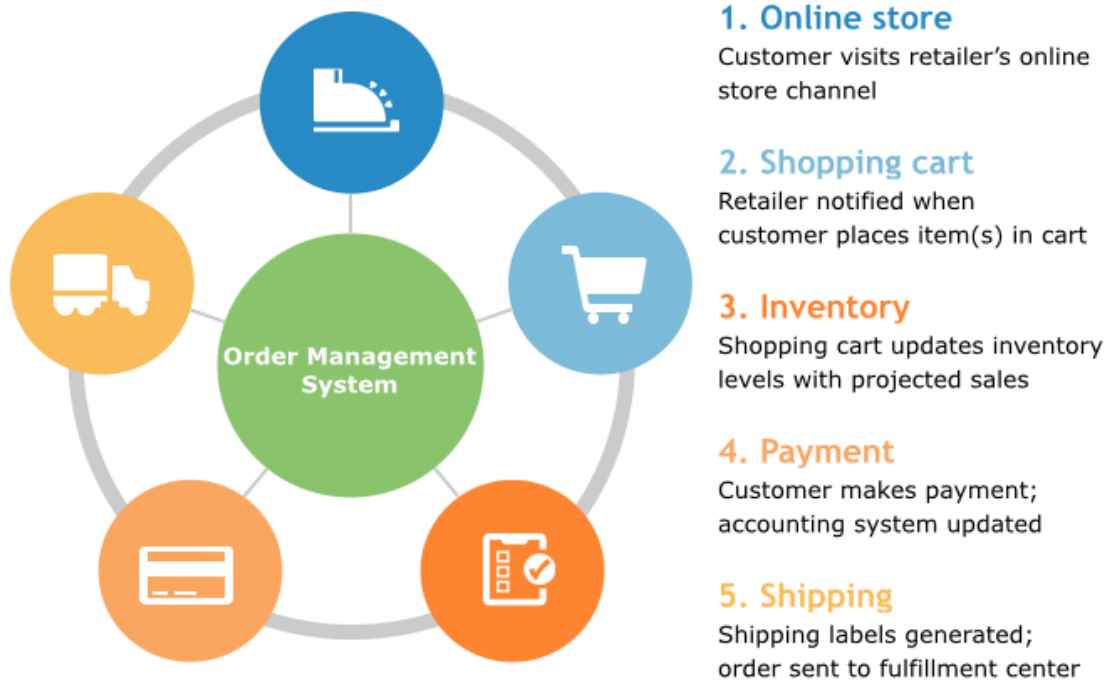 Order Management
System
1. Online store
Customer visits retailer’s online
store channel
2. Shopping cart
Retailer notified when
customer places item(s) in cart
3. Inventory
Shopping cart updates inventory
levels with projected sales
4. Payment
Customer makes payment;
accounting system updated
5. Shipping
Shipping labels generated;
order sent to fulfillment center